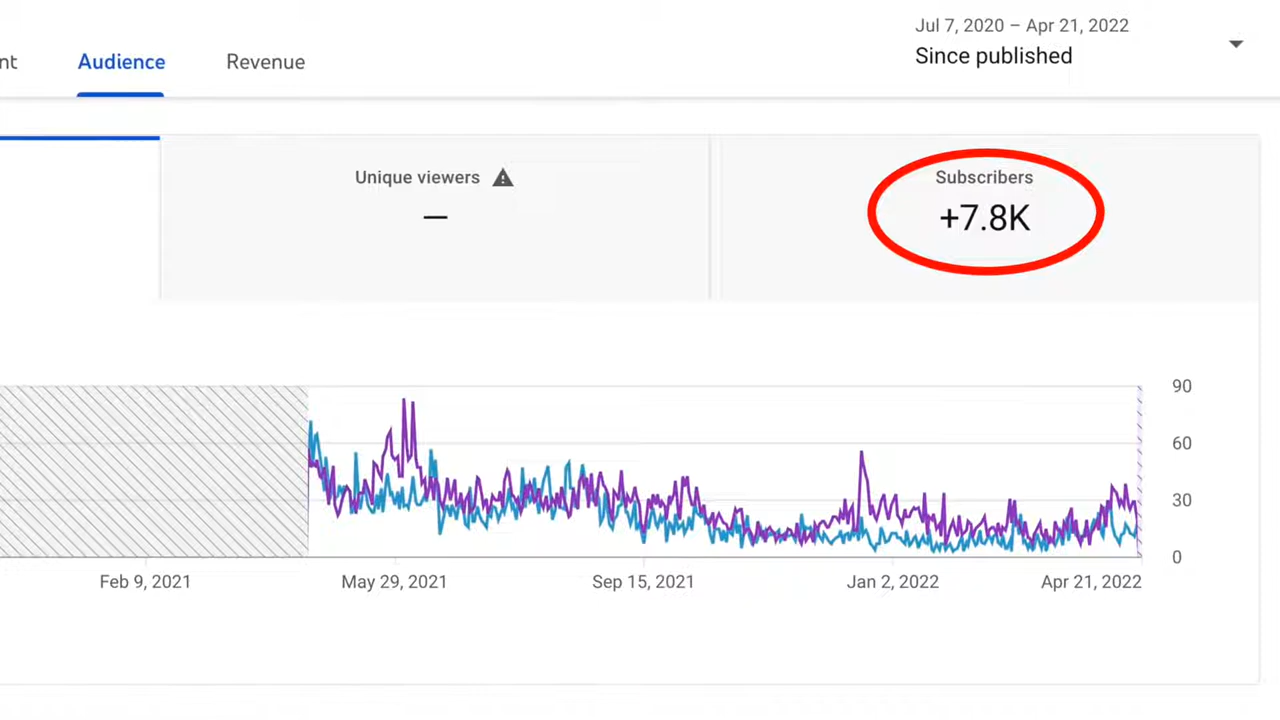 Jul 7, 2020 – Apr 21, 2022
Since published
nt Audience Revenue
Unique viewers
—
Subscribers
+7.8K
90
60
30
0
Feb 9, 2021 May 29, 2021 Sep 15, 2021 Jan 2, 2022 Apr 21, 2022